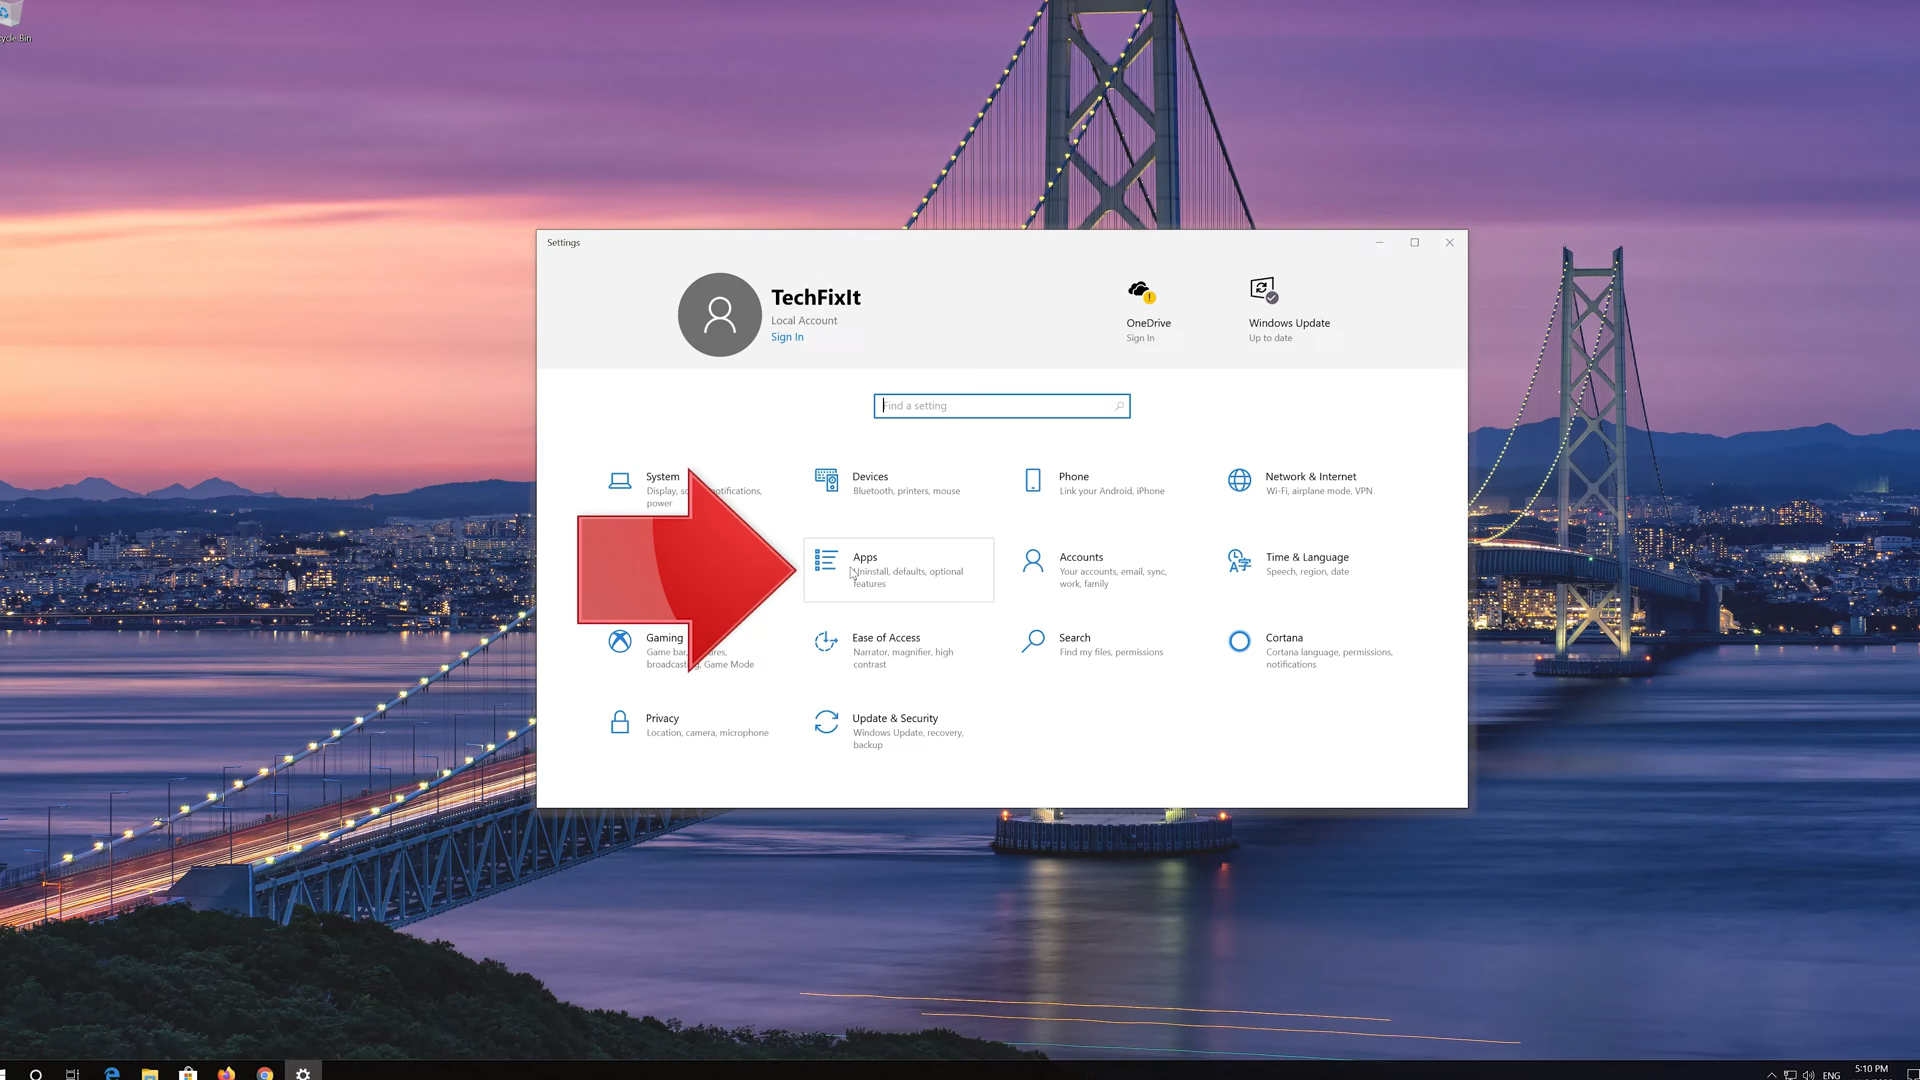 Settings
TechFixIt
Local Account
Sign In
OneDrive
Sign In
Windows Update
Up to date
Find a setting
System
Display, notifications,
power
Devices
Bluetooth, printers, mouse
Phone
Link your Android, iPhone
Network & Internet
Wi-Fi, airplane mode, VPN
Apps
Uninstall, defaults, optional
features
Accounts
Your accounts, email, sync,
work, family
Time & Language
Speech, region, date
Gaming
Game
broadcasting, Game Mode
Ease of Access
Narrator, magnifier, high
contrast
Search
Find my files, permissions
Cortana
Cortana language, permissions,
notifications
Privacy
Location, camera, microphone
Update & Security
Windows Update, recovery,
backup
Bin
ENG
5:10 PM